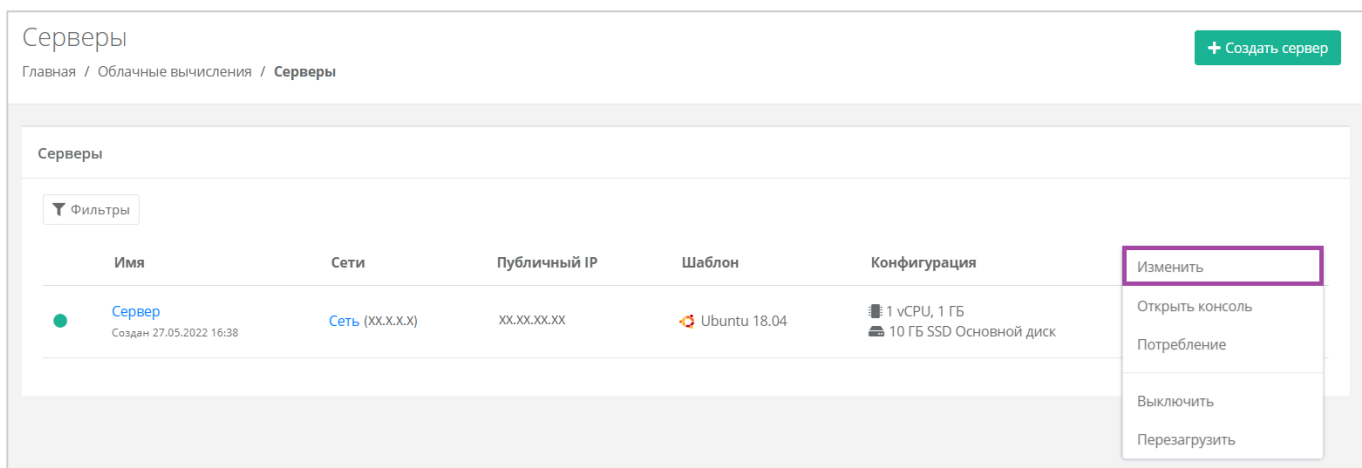 Серверы
+ Создать сервер
Главная / Облачные вычисления / Серверы
Серверы
Фильтры
Имя Сети Публичный IP Шаблон Конфигурация
Сервер
Создан 27.05.2022 16:38
Сеть (XX.X.X.X)
XX.XX.XX.XX
Ubuntu 18.04
1 vCPU, 1 ГБ
10 ГБ SSD Основной диск
Изменить
Открыть консоль
Потребление
Выключить
Перезагрузить